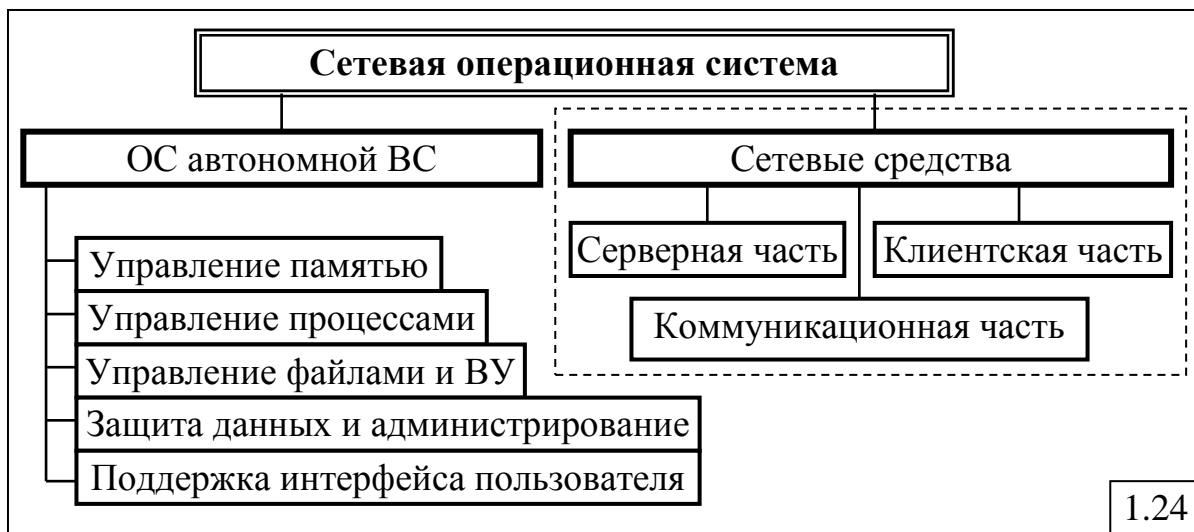 Сетевая операционная система
ОС автономной ВС
Управление памятью
Управление процессами
Управление файлами и ВУ
Защита данных и администрирование
Поддержка интерфейса пользователя
Сетевые средства
Серверная часть
Клиентская часть
Коммуникационная часть
1.24